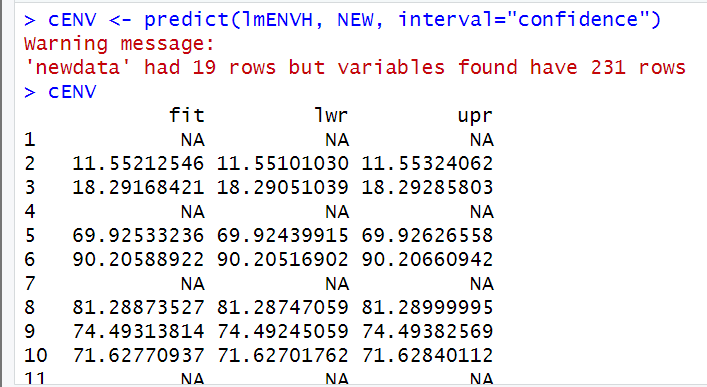 > cENV <- predict(lmENVH, NEW, interval="confidence")
Warning message:
'newdata' had 19 rows but variables found have 231 rows
> cENV
fit lwr upr
1 NA NA NA
2 11.55212546 11.55101030 11.55324062
3 18.29168421 18.29051039 18.29285803
4 NA NA NA
5 69.92533236 69.92439915 69.92626558
6 90.20588922 90.20516902 90.20660942
7 NA NA NA
8 81.28873527 81.28747059 81.28999995
9 74.49313814 74.49245059 74.49382569
10 71.62770937 71.62701762 71.62840112
11 NA NA NA